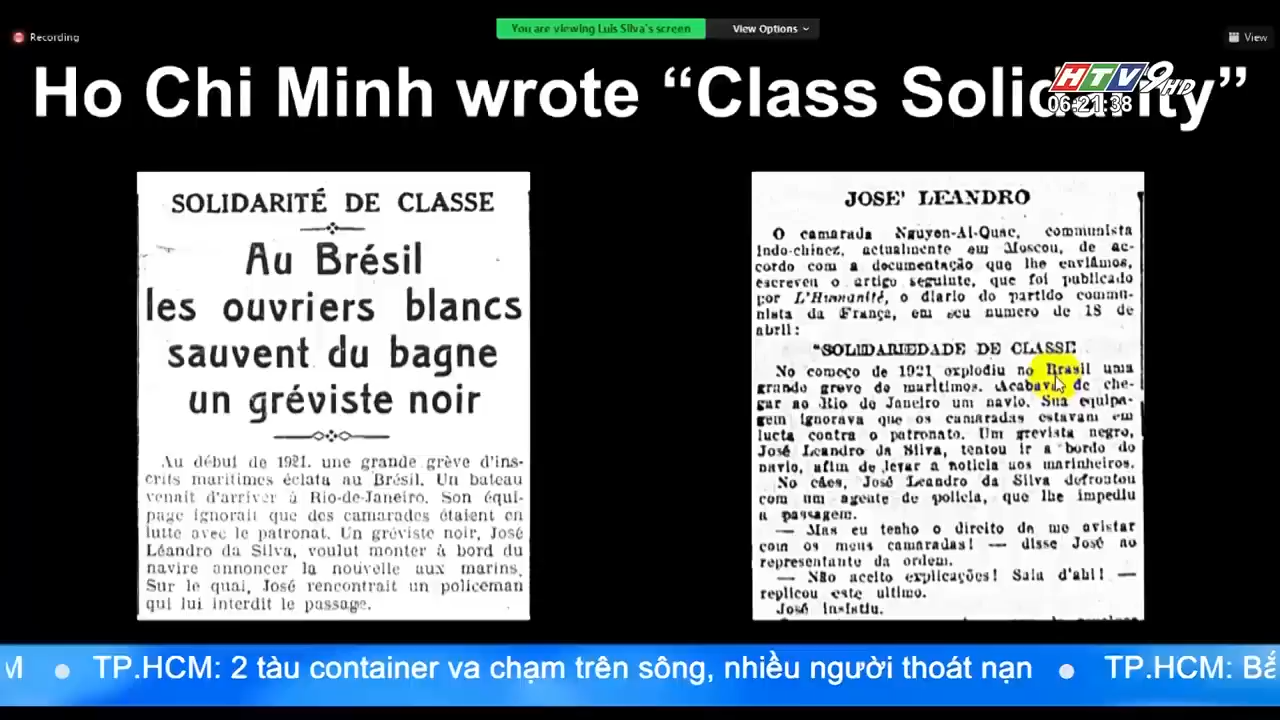 Recording
You are viewing Luis Silva's screen
View Options
View
Ho Chi Minh wrote “Class Solidarity”
HTV9 HD
06:21:38
SOLIDARITÉ DE CLASSE
Au Brésil
les ouvriers blancs
sauvent du bagne
un gréviste noir
Au début de 1921, une grande grève d'ins-
crits maritimes éclata au Brésil. Un bateau
venait d'arriver à Rio-de-Janeiro. Son équi-
page ignorait que des camarades étaient en
lutte avec le patronat. Un gréviste noir, José
Léandro da Silva, voulut monter à bord du
navire annoncer la nouvelle aux marins.
Sur le quai, José rencontrait un policeman
qui lui interdit le passage.
JOSE' LEANDRO
O camarada Nguyen-Al-Quac, communista
Indo-chinez, actualmente em Moscou, de ac-
cordo com a documentação que lhe enviámos,
escreveu o artigo seguinte, que foi publicado
por L'Humanité, o diario do partido commu-
nista da França, em seu numero de 18 de
abril:
"SOLIDARIEDADE DE CLASSE
No começo de 1921 explodiu no Brasil uma
grande greve de maritimos. Acabava de che-
gar ao Rio de Janeiro um navio. Sua equipa-
gem ignorava que os camaradas estavam em
lucta contra o patronato. Um grevista negro,
José Leandro da Silva, tentou ir a bordo do
navio, afim de levar a noticia aos marinheiros.
No cáes, José Leandro da Silva defrontou
com um agente de policia, que lhe impediu
a passagem.
— Mas eu tenho o direito de me avistar
com os meus camaradas! — disse José ao
representante da ordem.
— Não aceito explicações! Saia d'ahi! —
replicou este ultimo.
José insistiu.
M • TP.HCM: 2 tàu container va chạm trên sông, nhiều người thoát nạn • TP.HCM: Bắ